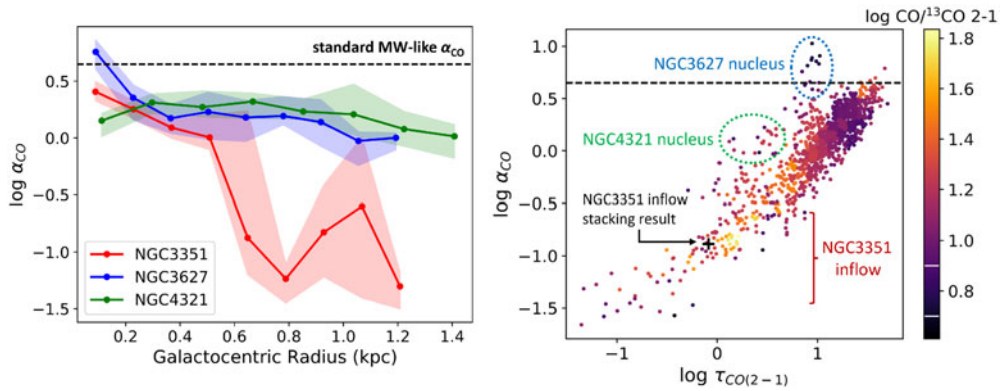 standard MW-like αCO
log αCO
0.5
0.0
−0.5
−1.0
−1.5
NGC3351
NGC3627
NGC4321
0.2
0.4
0.6
0.8
1.0
1.2
1.4
Galactocentric Radius (kpc)
log CO/¹³CO 2-1
log αCO
1.0
0.5
0.0
−0.5
−1.0
−1.5
NGC3627 nucleus
NGC4321 nucleus
NGC3351 inflow
stacking result
NGC3351
inflow
−1
0
1
log τCO(2−1)
1.8
1.6
1.4
1.2
1.0
0.8